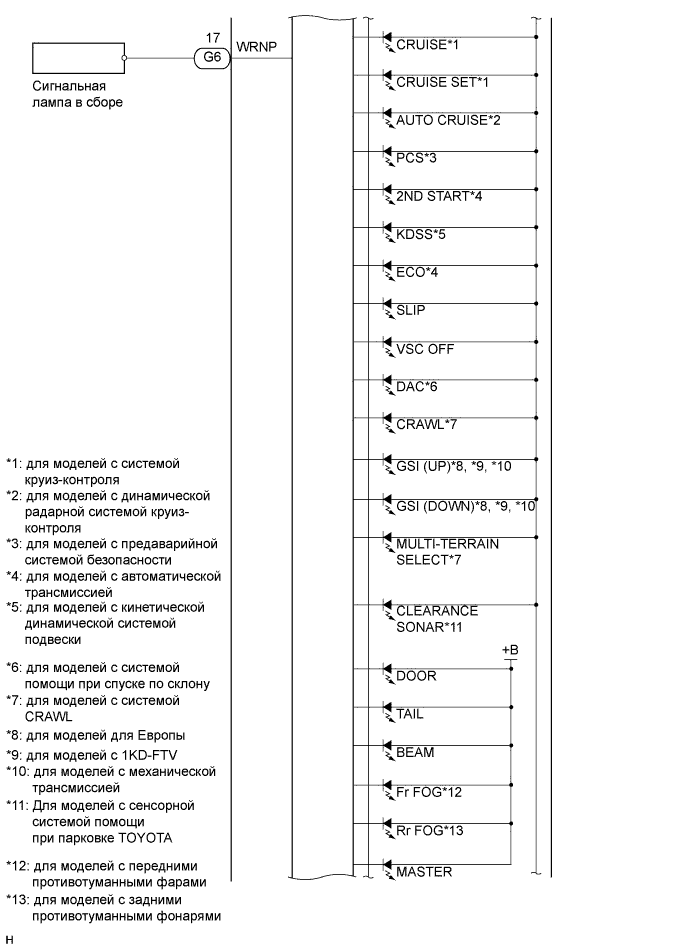 17
G6
WRNP
Сигнальная
лампа в сборе
CRUISE*1
CRUISE SET*1
AUTO CRUISE*2
PCS*3
2ND START*4
KDSS*5
ECO*4
SLIP
VSC OFF
DAC*6
CRAWL*7
GSI (UP)*8, *9, *10
GSI (DOWN)*8, *9, *10
MULTI-TERRAIN
SELECT*7
CLEARANCE
SONAR*11
+B
DOOR
TAIL
BEAM
Fr FOG*12
Rr FOG*13
MASTER
*1: для моделей с системой
круиз-контроля
*2: для моделей с динамической
радарной системой круиз-
контроля
*3: для моделей с предаварийной
системой безопасности
*4: для моделей с автоматической
трансмиссией
*5: для моделей с кинетической
динамической системой
подвески
*6: для моделей с системой
помощи при спуске по склону
*7: для моделей с системой
CRAWL
*8: для моделей для Европы
*9: для моделей с 1KD-FTV
*10: для моделей с механической
трансмиссией
*11: Для моделей с сенсорной
системой помощи
при парковке TOYOTA
*12: для моделей с передними
противотуманными фарами
*13: для моделей с задними
противотуманными фонарями
H